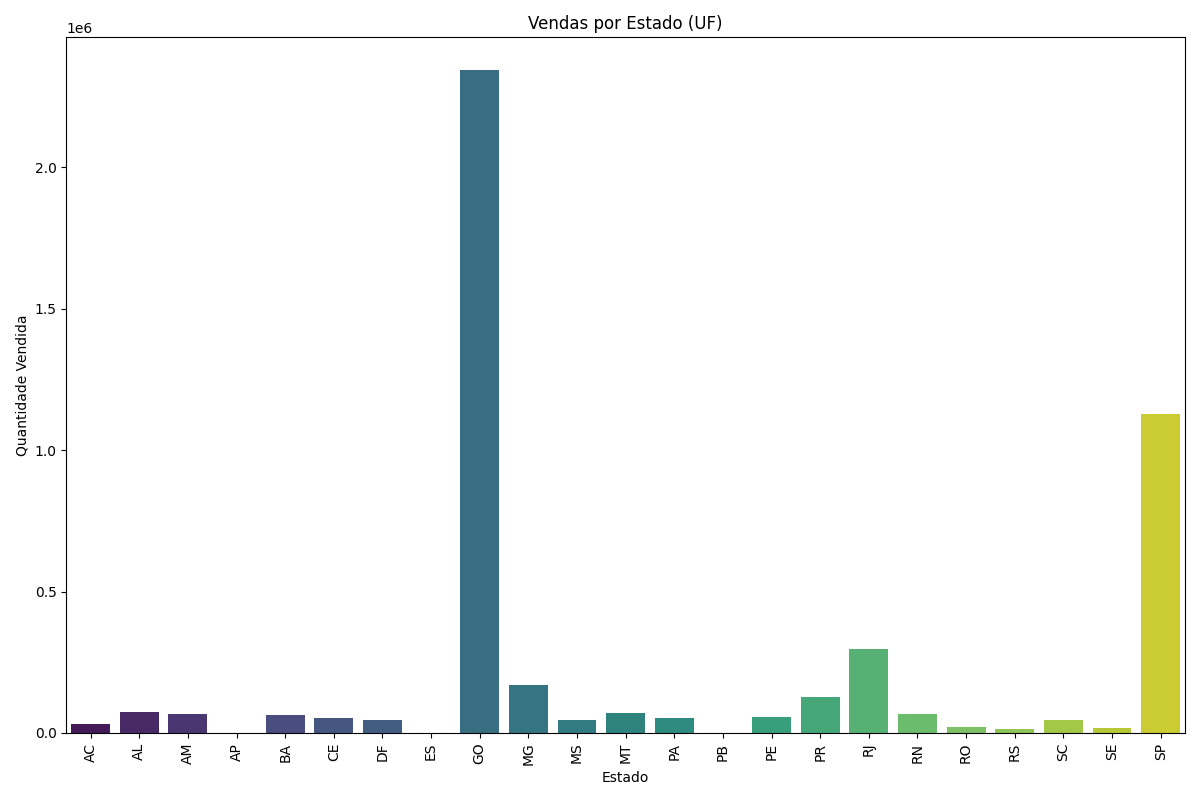 Vendas por Estado (UF)
1e6
2.0
1.5
1.0
0.5
0.0
Quantidade Vendida
AC AL AM AP BA CE DF ES GO MG MS MT PA PB PE PR RJ RN RO RS SC SE SP
Estado